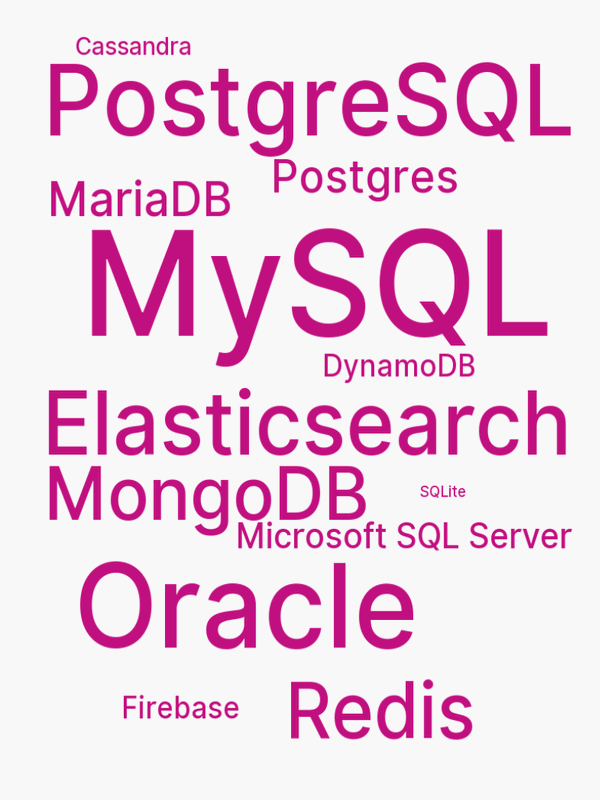 Cassandra
PostgreSQL
Postgres
MariaDB
MySQL
DynamoDB
Elasticsearch
MongoDB
SQLite
Microsoft SQL Server
Oracle
Firebase
Redis